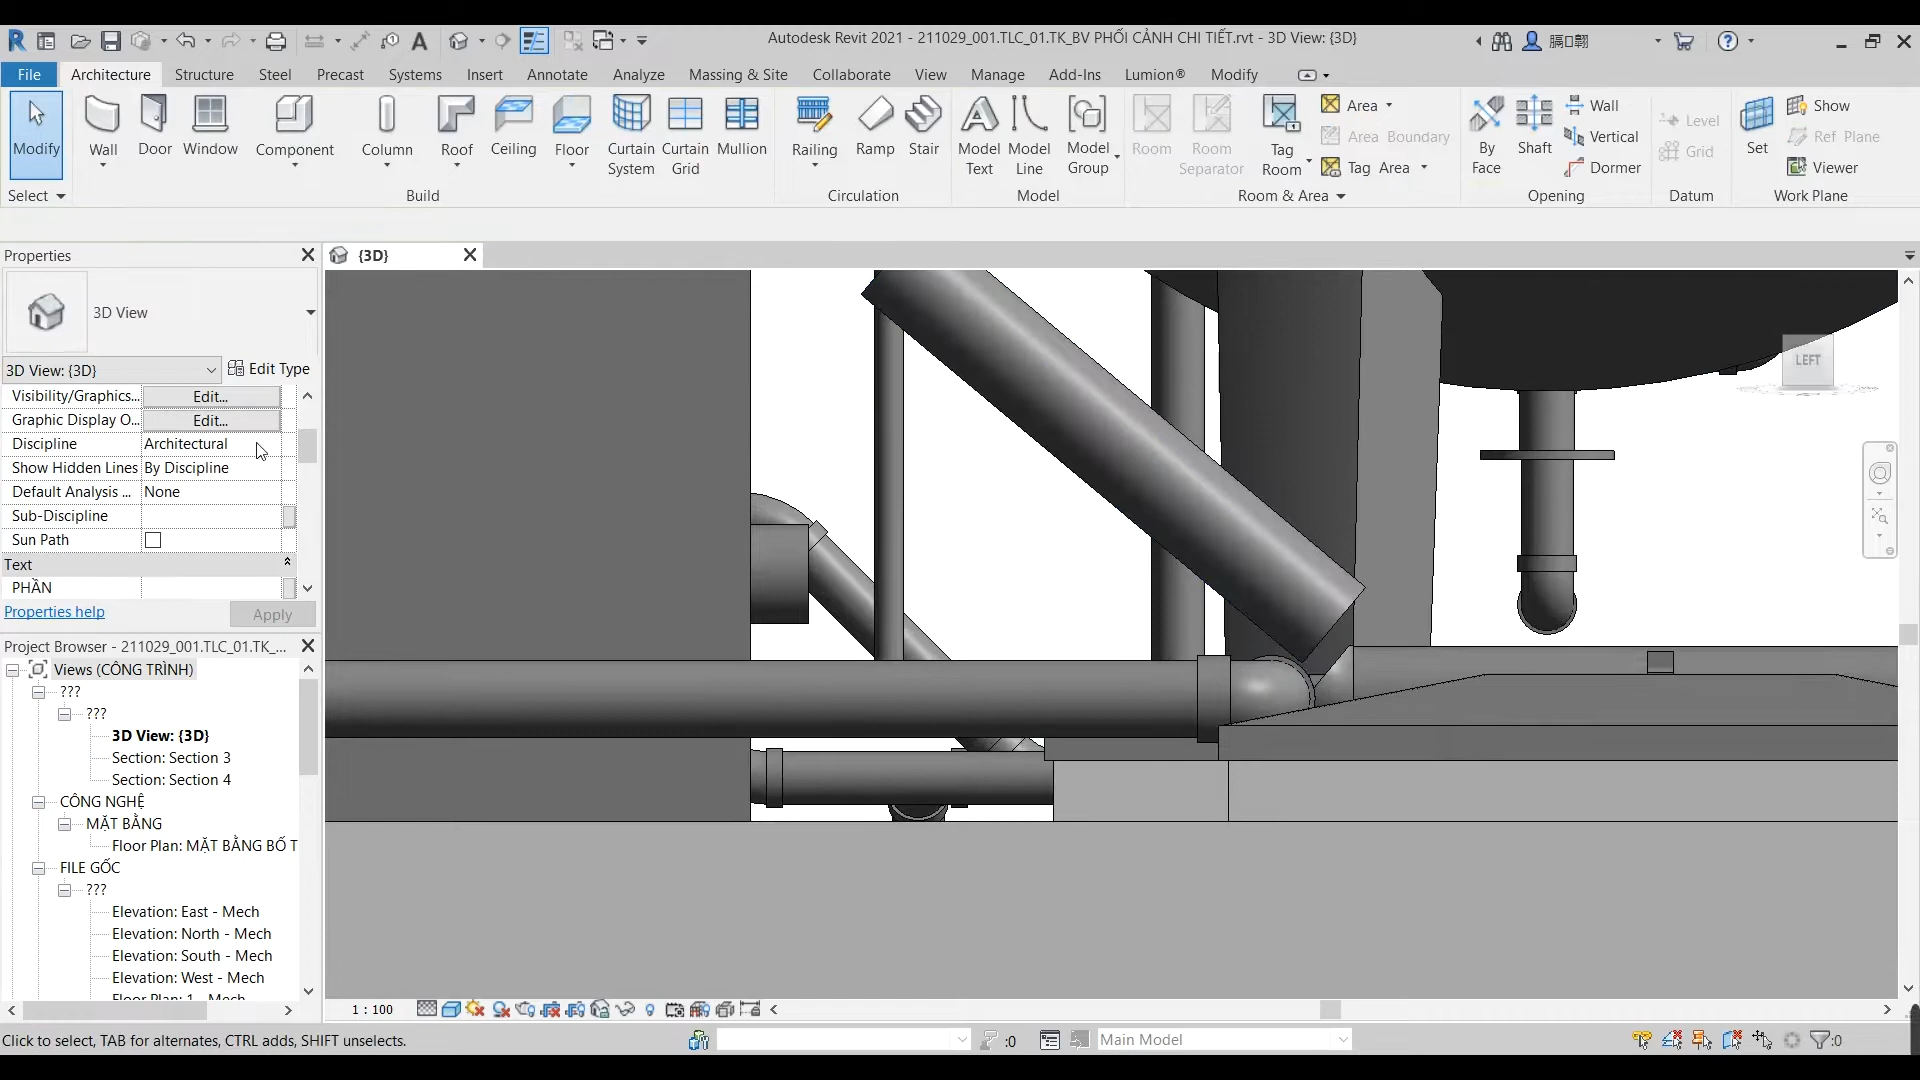 Autodesk Revit 2021 - 211029_001.TLC_01.TK_BV PHỐI CẢNH CHI TIẾT.rvt - 3D View: {3D}
File Architecture Structure Steel Precast Systems Insert Annotate Analyze Massing & Site Collaborate View Manage Add-Ins Lumion® Modify
Modify Wall Door Window Component Column Roof Ceiling Floor Curtain System Curtain Grid Mullion Railing Ramp Stair Model Text Model Line Model Group Room Room Separator Tag Room
Area
Area Boundary
Tag Area
By Face Shaft
Wall
Vertical
Dormer
Level
Grid
Set
Show
Ref Plane
Viewer
Select Build Circulation Model Room & Area Opening Datum Work Plane
Properties
{3D}
3D View
3D View: {3D} Edit Type
Visibility/Graphics... Edit...
Graphic Display O... Edit...
Discipline Architectural
Show Hidden Lines By Discipline
Default Analysis ... None
Sub-Discipline
Sun Path
Text
PHẦN
Properties help Apply
Project Browser - 211029_001.TLC_01.TK_...
Views (CÔNG TRÌNH)
???
???
3D View: {3D}
Section: Section 3
Section: Section 4
CÔNG NGHỆ
MẶT BẰNG
Floor Plan: MẶT BẰNG BỐ T
FILE GỐC
???
Elevation: East - Mech
Elevation: North - Mech
Elevation: South - Mech
Elevation: West - Mech
Floor Plan: 1 - Mech
LEFT
1 : 100
Click to select, TAB for alternates, CTRL adds, SHIFT unselects.
:0
Main Model
:0